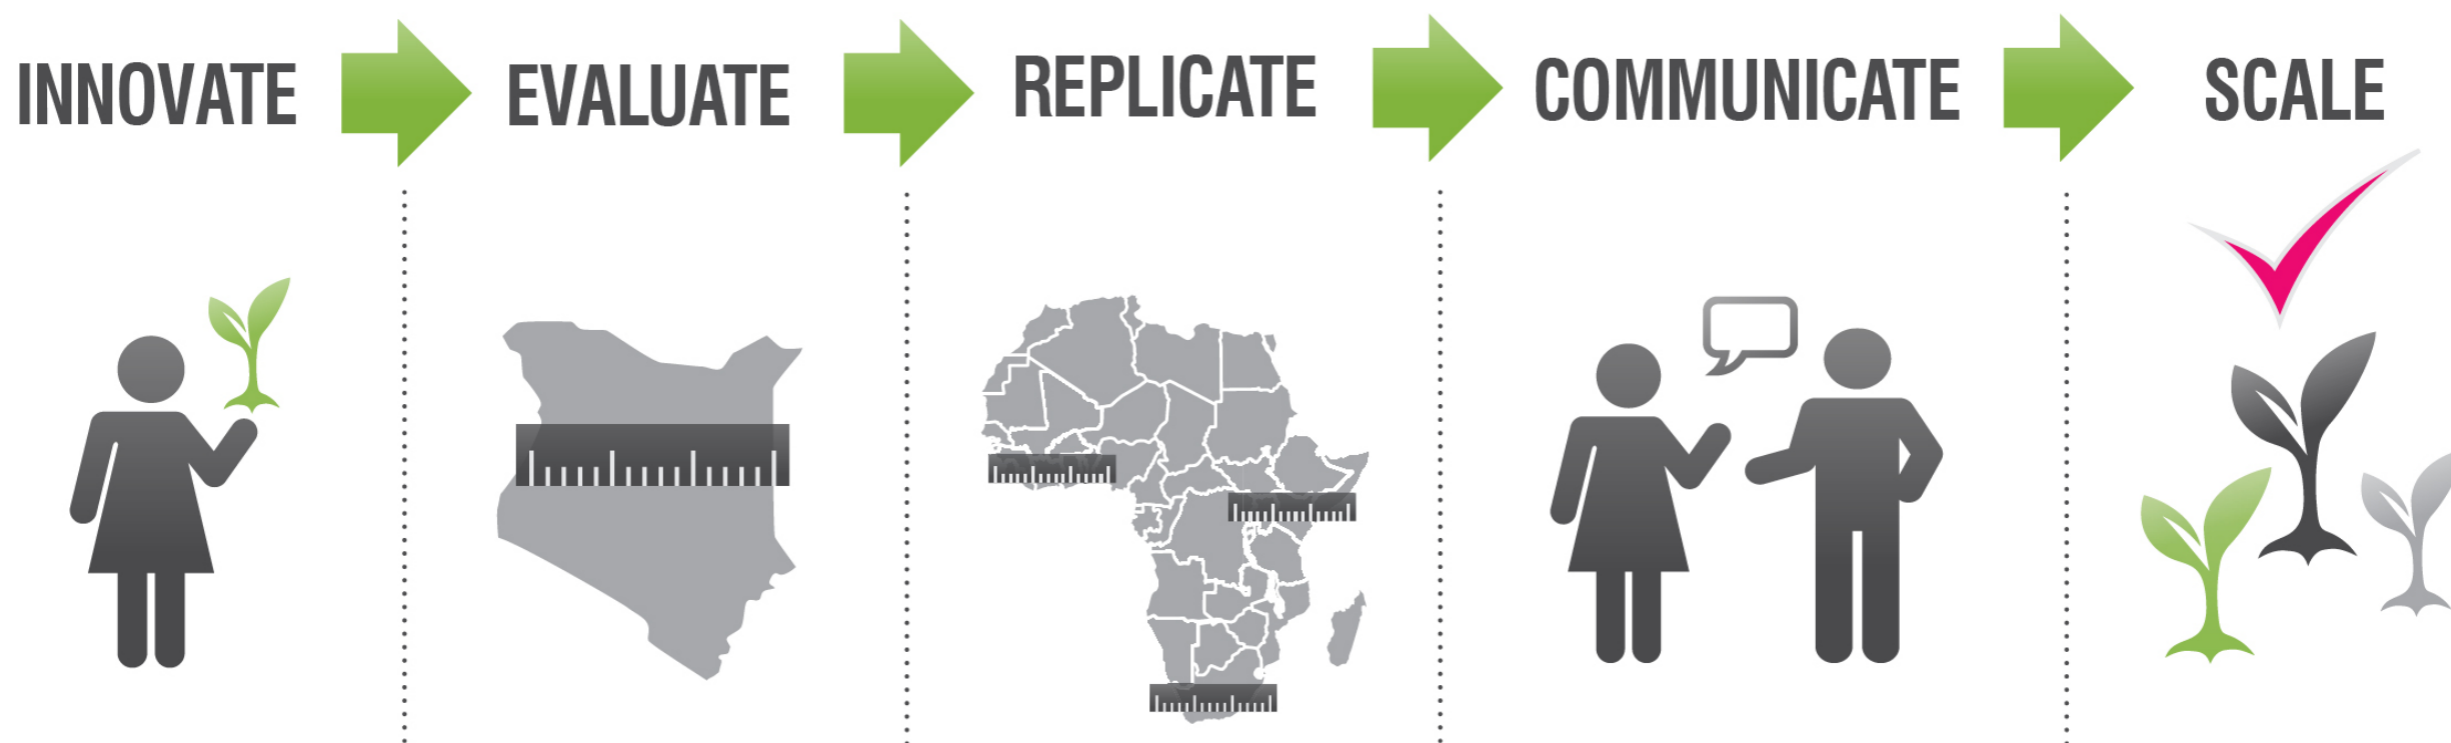 INNOVATE
EVALUATE
REPLICATE
COMMUNICATE
SCALE